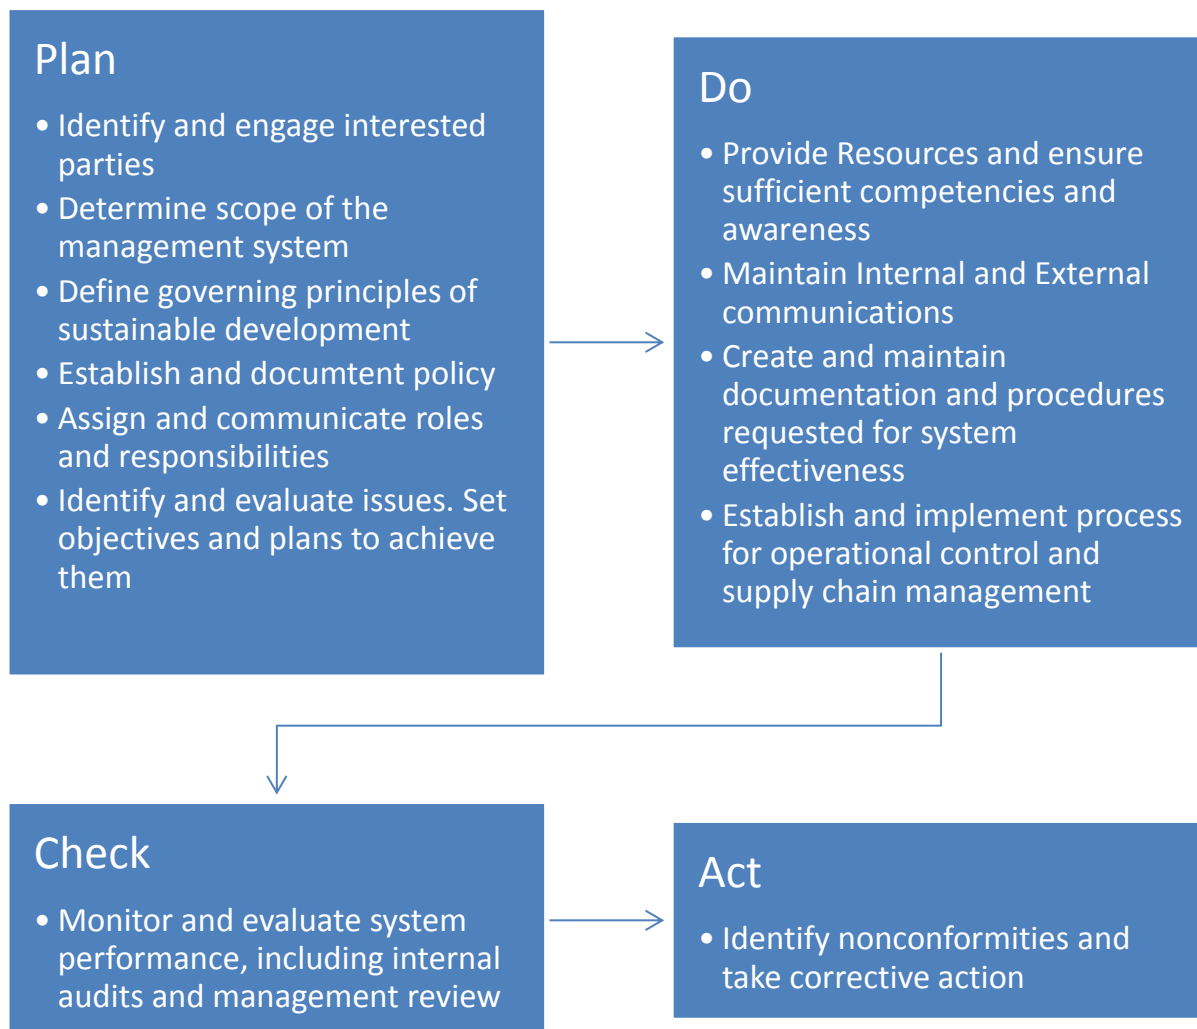 Plan
• Identify and engage interested
parties
• Determine scope of the
management system
• Define governing principles of
sustainable development
• Establish and documtent policy
• Assign and communicate roles
and responsibilities
• Identify and evaluate issues. Set
objectives and plans to achieve
them
Do
• Provide Resources and ensure
sufficient competencies and
awareness
• Maintain Internal and External
communications
• Create and maintain
documentation and procedures
requested for system
effectiveness
• Establish and implement process
for operational control and
supply chain management
Check
• Monitor and evaluate system
performance, including internal
audits and management review
Act
• Identify nonconformities and
take corrective action